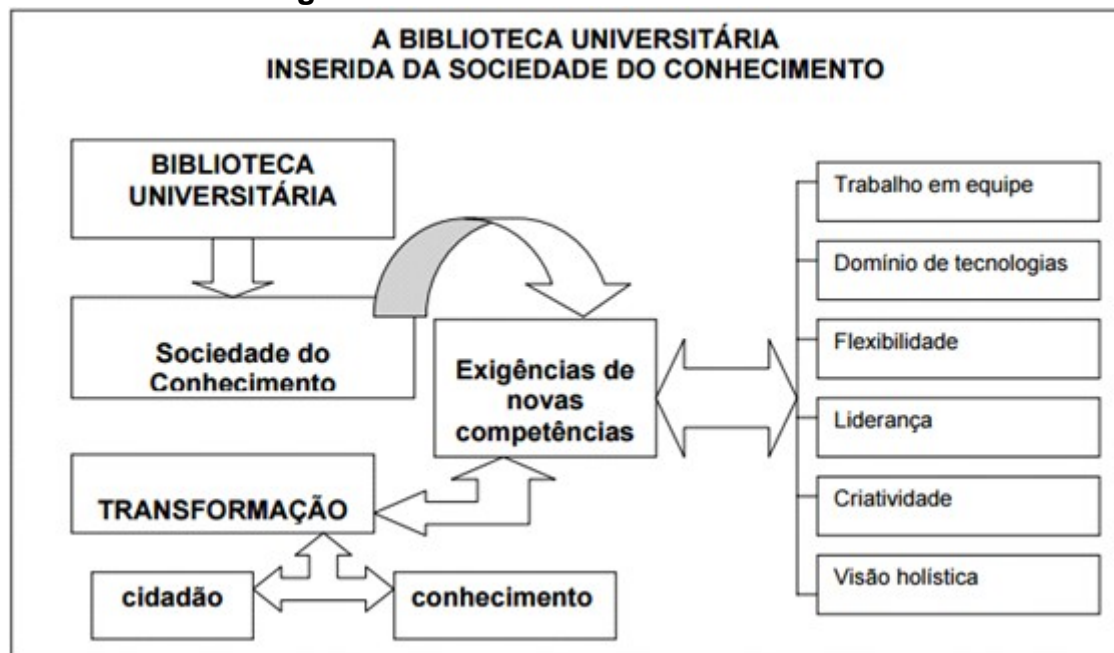 A BIBLIOTECA UNIVERSITÁRIA
INSERIDA DA SOCIEDADE DO CONHECIMENTO
BIBLIOTECA
UNIVERSITÁRIA
Sociedade do
Conhecimento
Exigências de
novas
competências
TRANSFORMAÇÃO
cidadão
conhecimento
Trabalho em equipe
Domínio de tecnologias
Flexibilidade
Liderança
Criatividade
Visão holística